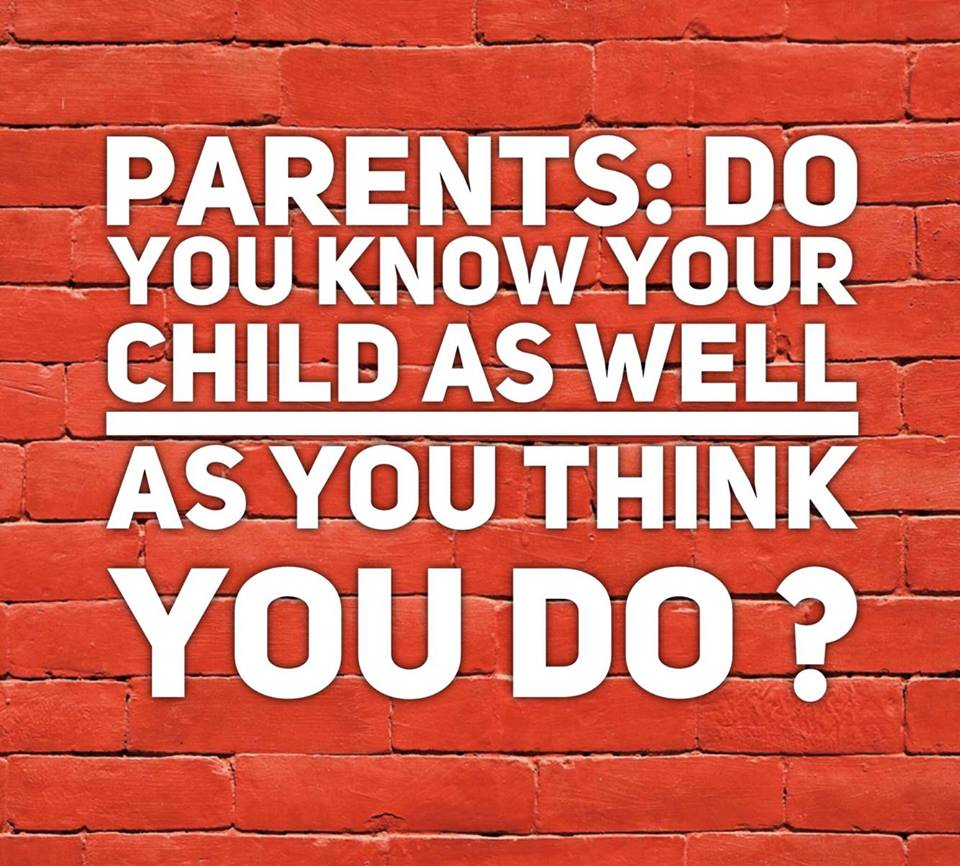 PARENTS: DO
YOU KNOW YOUR
CHILD AS WELL
AS YOU THINK
YOU DO ?